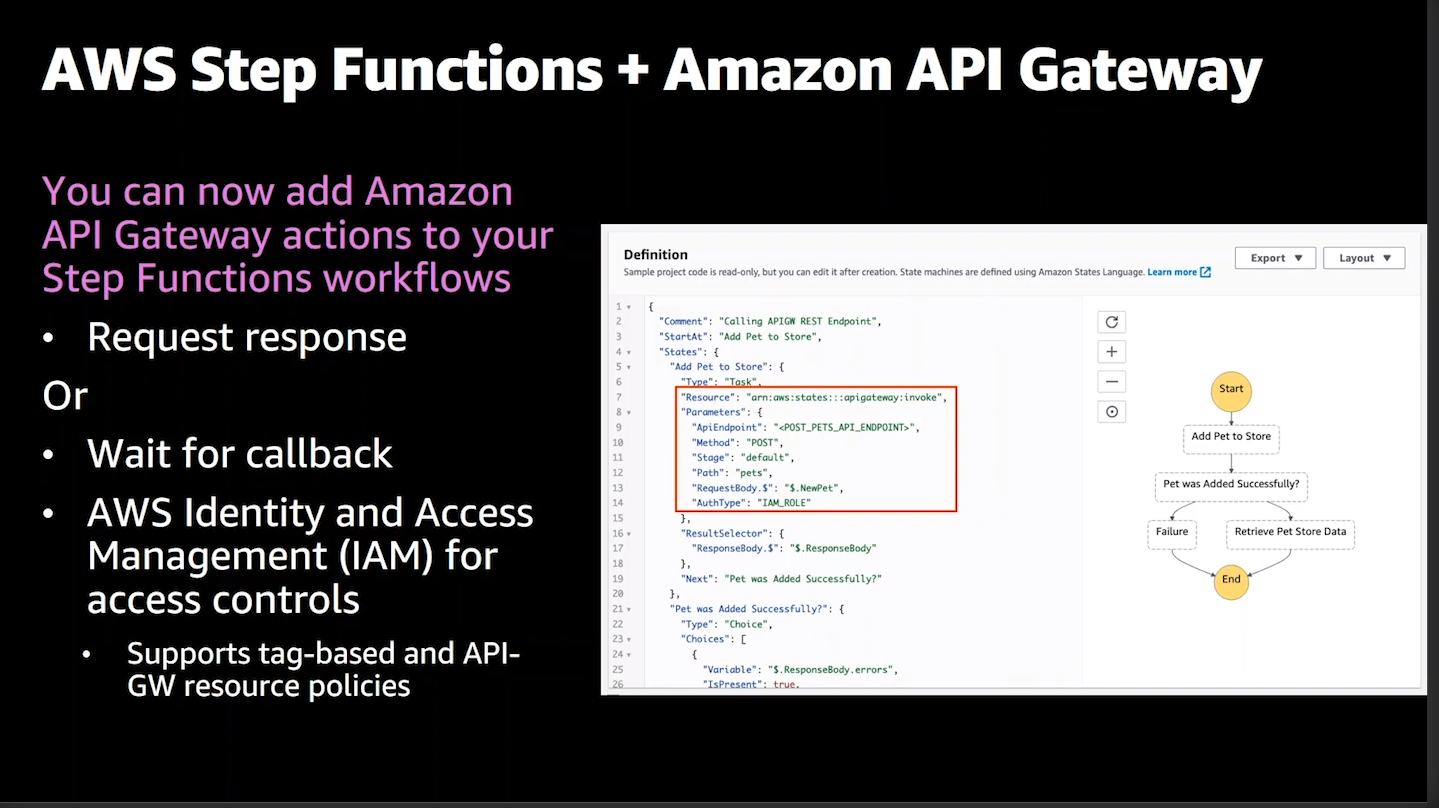 AWS Step Functions + Amazon API Gateway
You can now add Amazon
API Gateway actions to your
Step Functions workflows
• Request response
Or
• Wait for callback
• AWS Identity and Access
Management (IAM) for
access controls
• Supports tag-based and API-
GW resource policies
Definition
Sample project code is read-only, but you can edit it after creation. State machines are defined using Amazon States Language. Learn more
Export ▼
Layout ▼
1 {
2 "Comment": "Calling APIGW REST Endpoint",
3 "StartAt": "Add Pet to Store",
4 "States": {
5 "Add Pet to Store": {
6 "Type": "Task",
7 "Resource": "arn:aws:states:::apigateway:invoke",
8 "Parameters": {
9 "ApiEndpoint": "<POST_PETS_API_ENDPOINT>",
10 "Method": "POST",
11 "Stage": "default",
12 "Path": "pets",
13 "RequestBody.$": "$.NewPet",
14 "AuthType": "IAM_ROLE"
15 },
16 "ResultSelector": {
17 "ResponseBody.$": "$.ResponseBody"
18 },
19 "Next": "Pet was Added Successfully?"
20 },
21 "Pet was Added Successfully?": {
22 "Type": "Choice",
23 "Choices": [
24 {
25 "Variable": "$.ResponseBody.errors",
26 "IsPresent": true,
Start
Add Pet to Store
Pet was Added Successfully?
Failure
Retrieve Pet Store Data
End